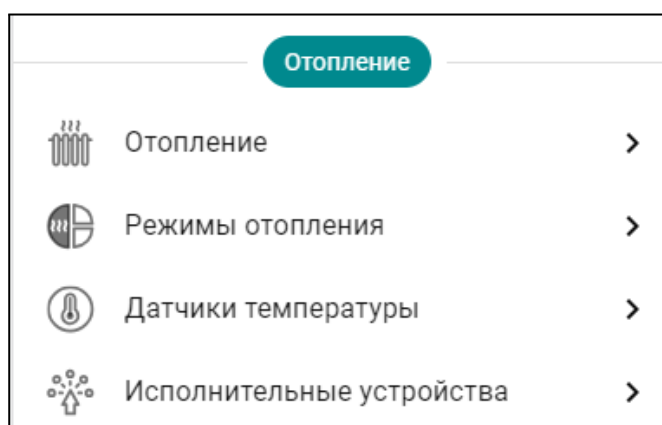 Отопление
Отопление
Режимы отопления
Датчики температуры
Исполнительные устройства